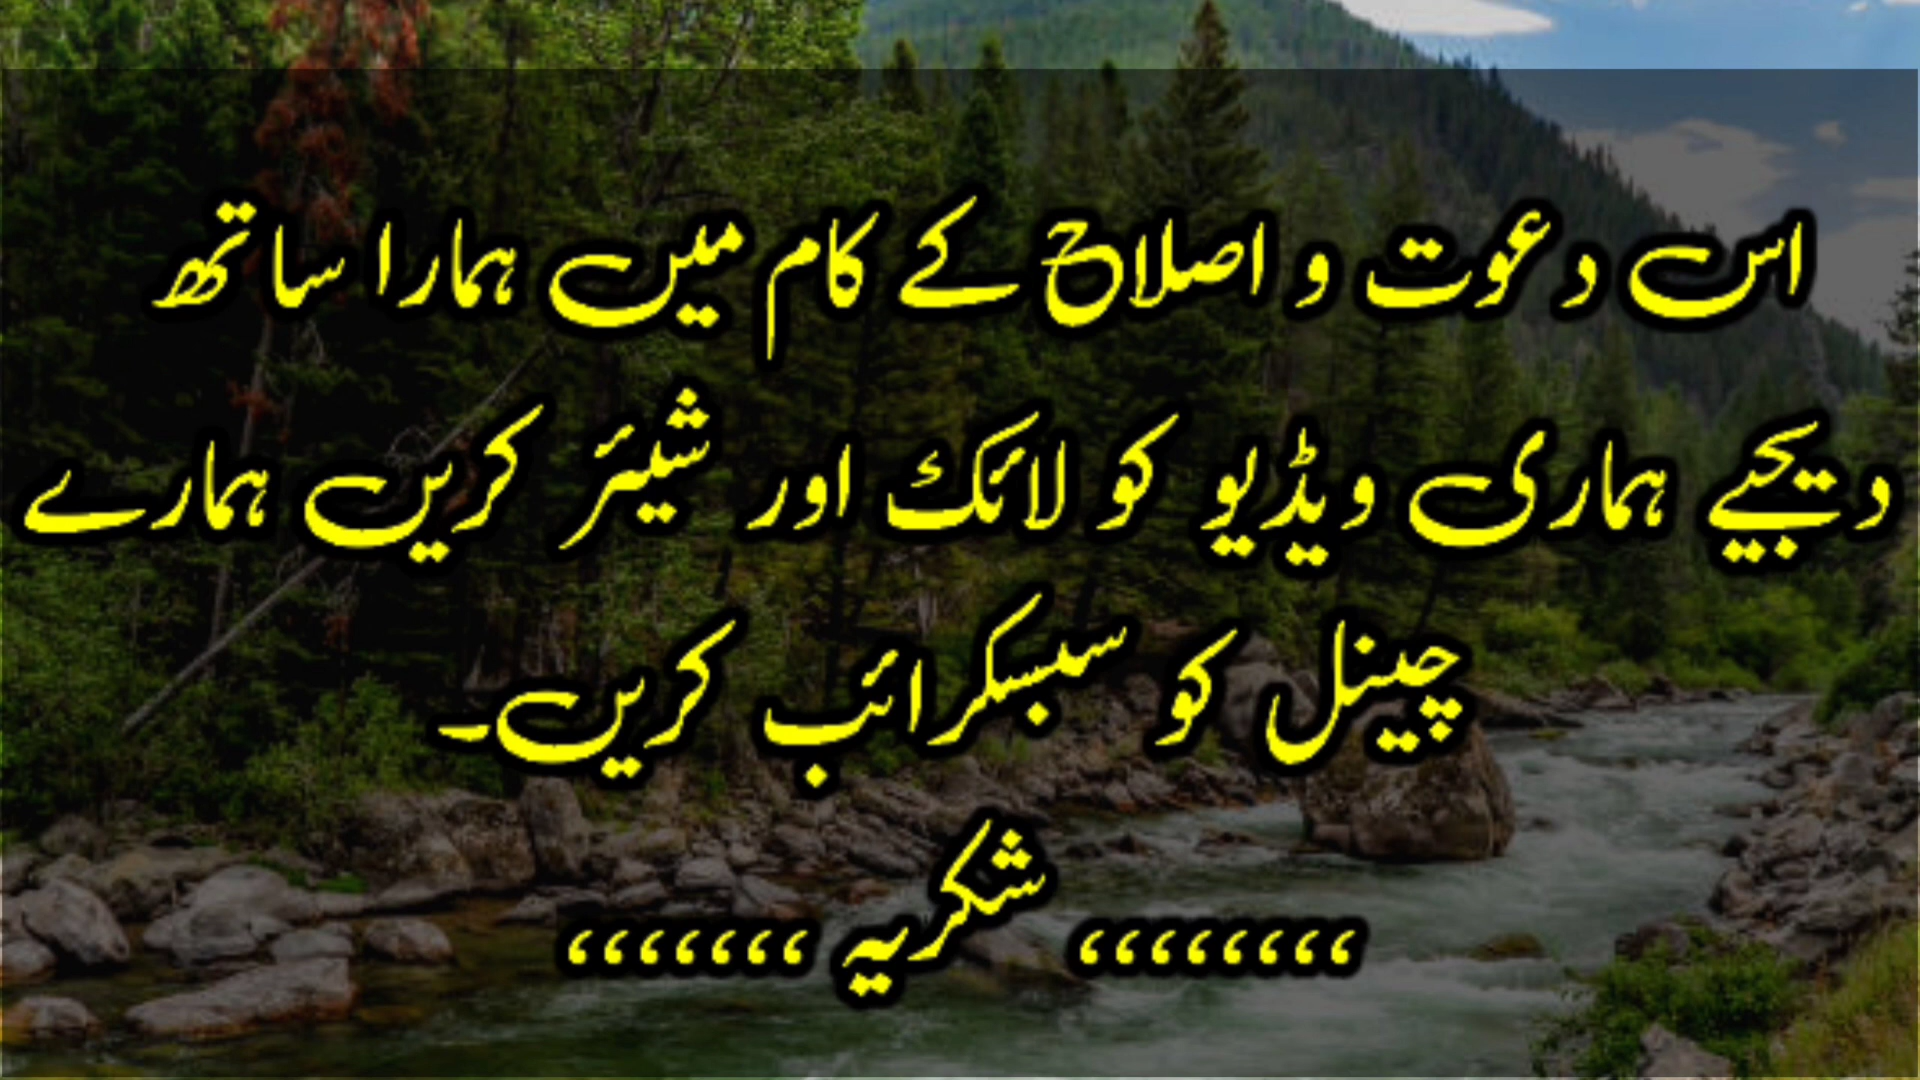 اس دعوت و اصلاح کے کام میں ہمارا ساتھ
دیجیے ہماری ویڈیو کو لائک اور شیئر کریں ہمارے
چینل کو سبسکرائب کریں۔
،،،،،،،، شکریہ ،،،،،،،